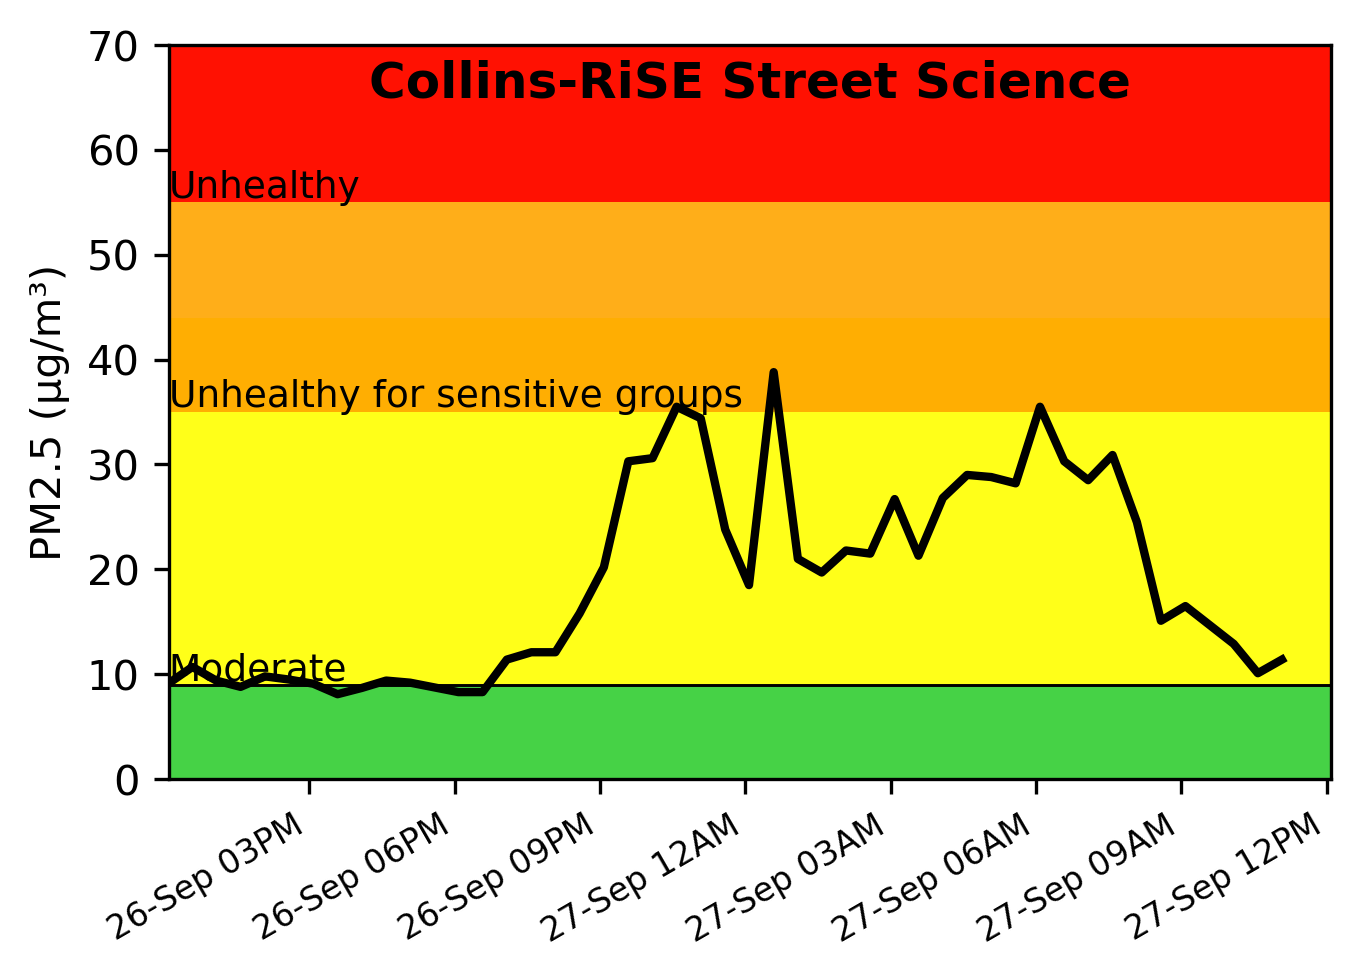 Collins-RiSE Street Science
70
60
Unhealthy
50
40
Unhealthy for sensitive groups
30
20
Moderate
10
0
PM2.5 (µg/m³)
26-Sep 03PM
26-Sep 06PM
26-Sep 09PM
27-Sep 12AM
27-Sep 03AM
27-Sep 06AM
27-Sep 09AM
27-Sep 12PM